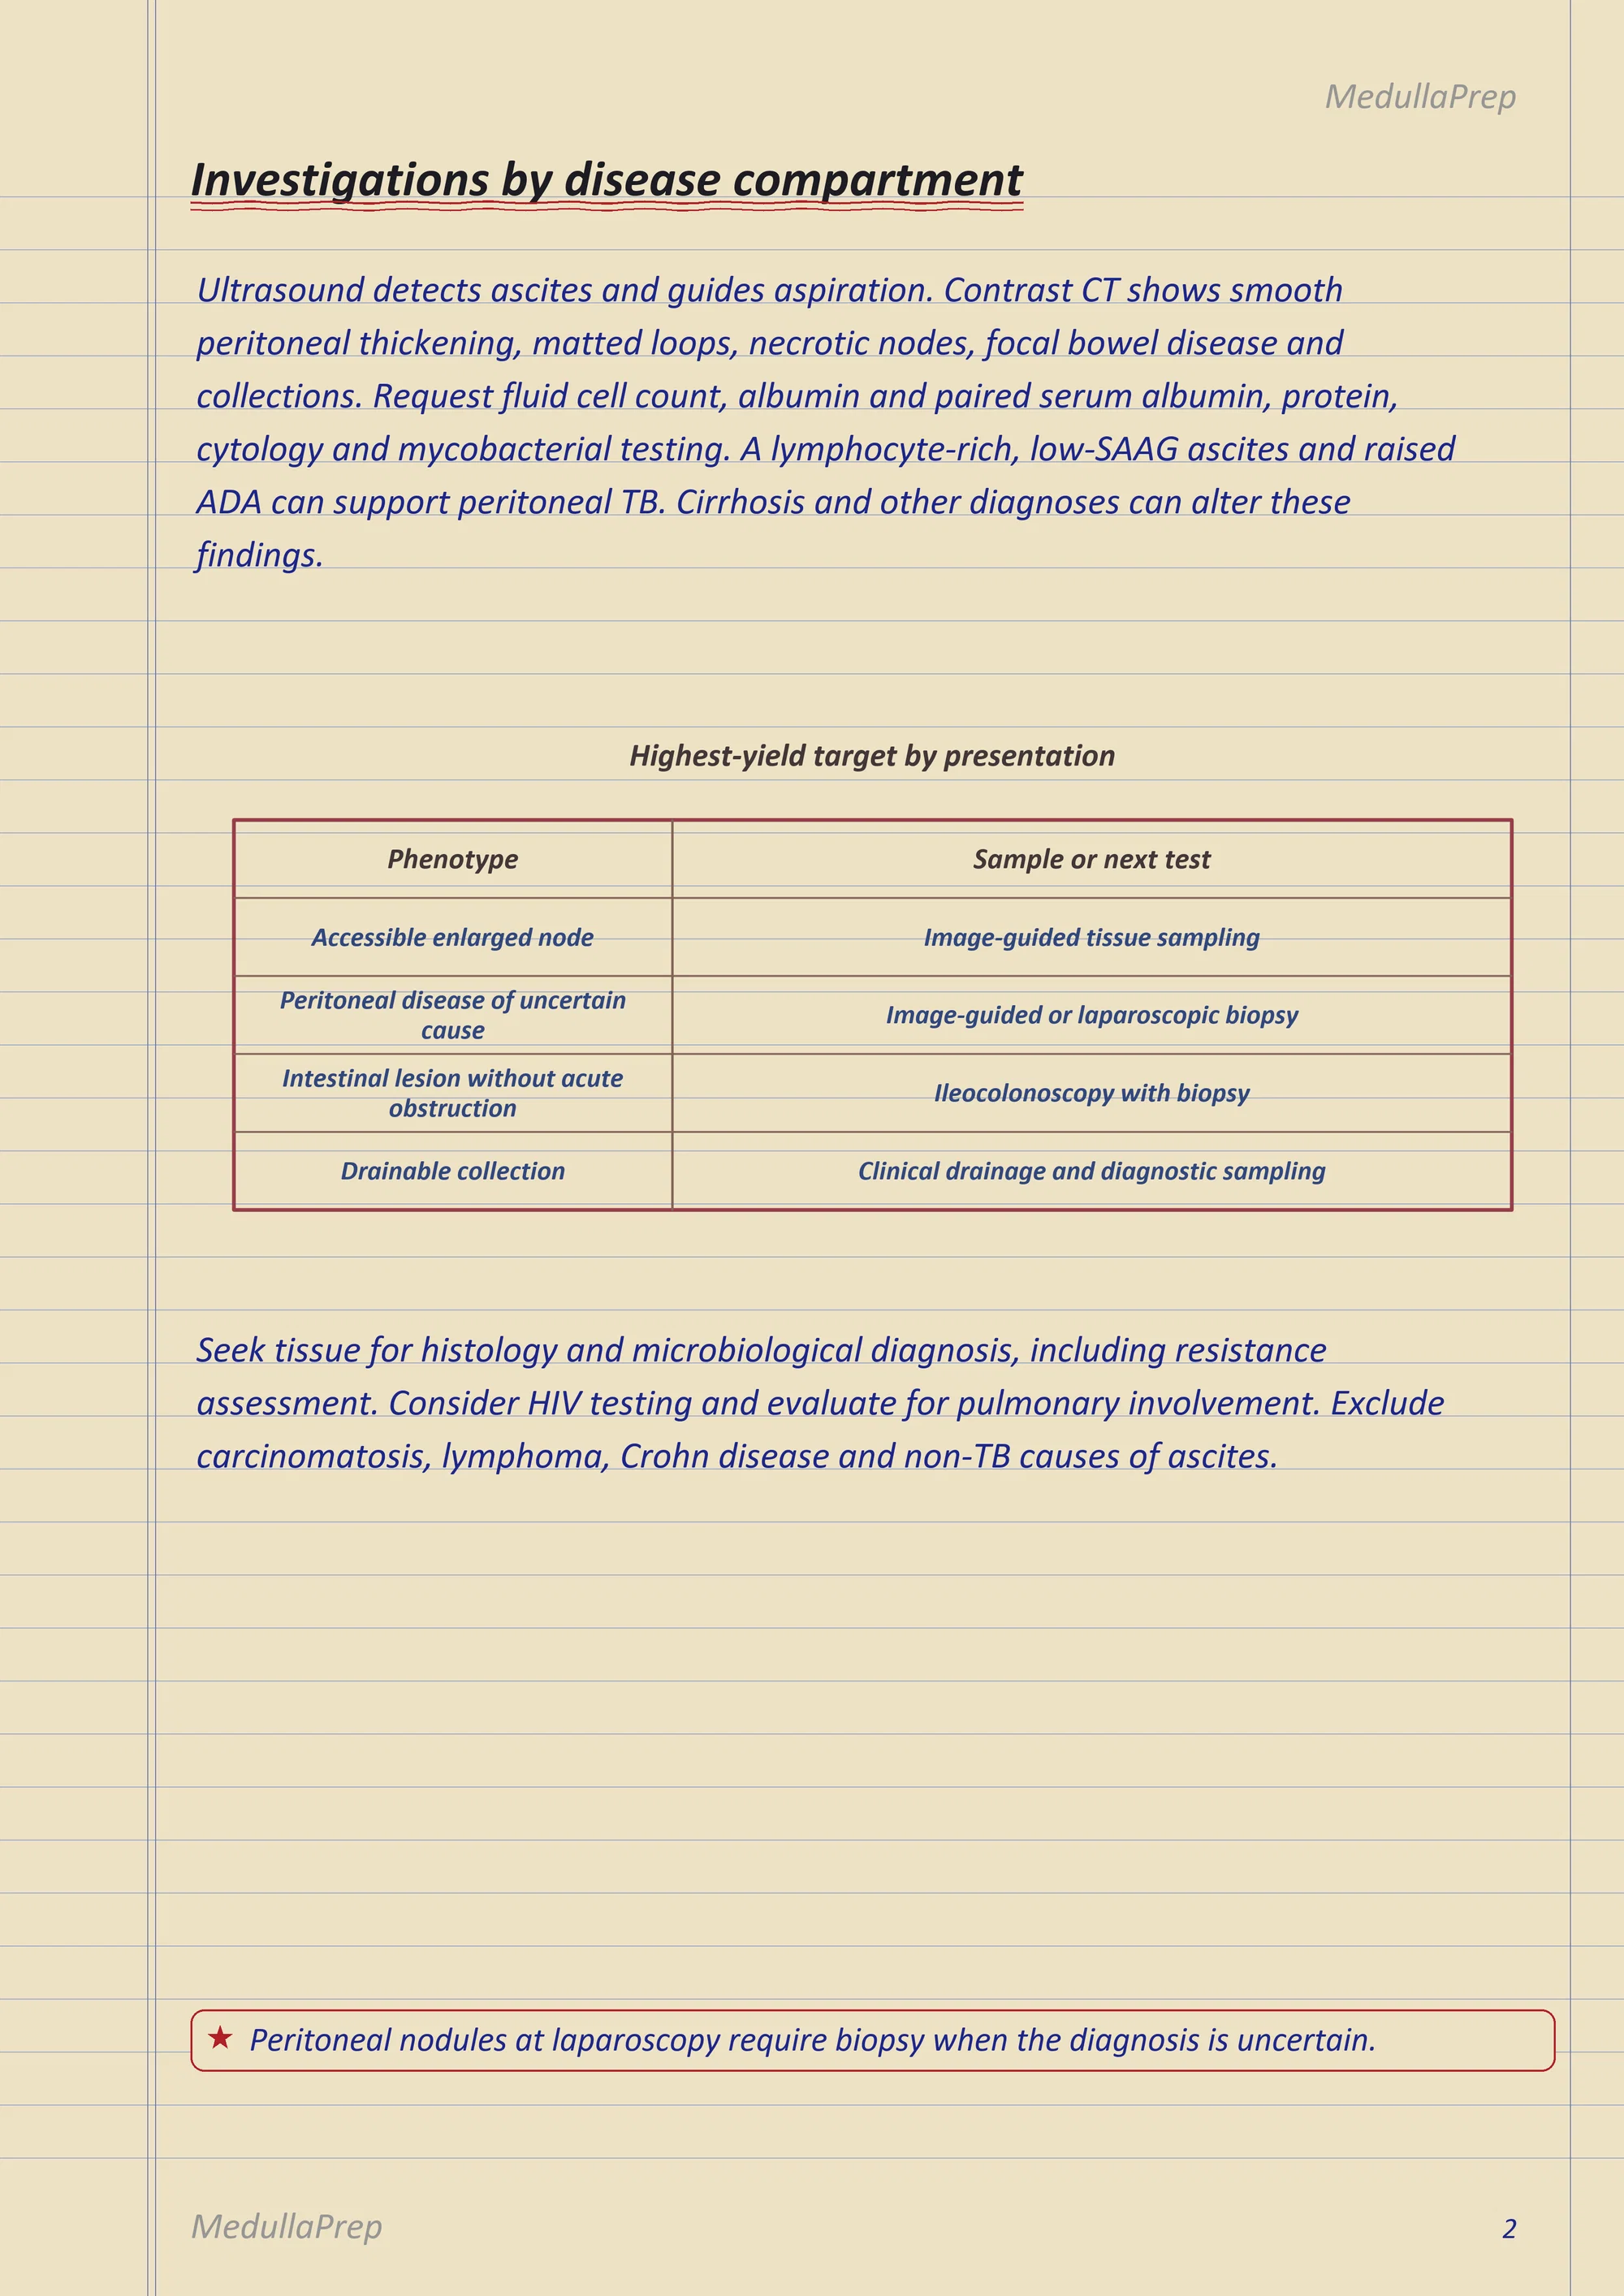 MedullaPrep
Investigations by disease compartment
Ultrasound detects ascites and guides aspiration. Contrast CT shows smooth
peritoneal thickening, matted loops, necrotic nodes, focal bowel disease and
collections. Request fluid cell count, albumin and paired serum albumin, protein,
cytology and mycobacterial testing. A lymphocyte-rich, low-SAAG ascites and raised
ADA can support peritoneal TB. Cirrhosis and other diagnoses can alter these
findings.
Highest-yield target by presentation
Phenotype
Sample or next test
Accessible enlarged node
Image-guided tissue sampling
Peritoneal disease of uncertain
cause
Image-guided or laparoscopic biopsy
Intestinal lesion without acute
obstruction
Ileocolonoscopy with biopsy
Drainable collection
Clinical drainage and diagnostic sampling
Seek tissue for histology and microbiological diagnosis, including resistance
assessment. Consider HIV testing and evaluate for pulmonary involvement. Exclude
carcinomatosis, lymphoma, Crohn disease and non-TB causes of ascites.
★ Peritoneal nodules at laparoscopy require biopsy when the diagnosis is uncertain.
MedullaPrep
2